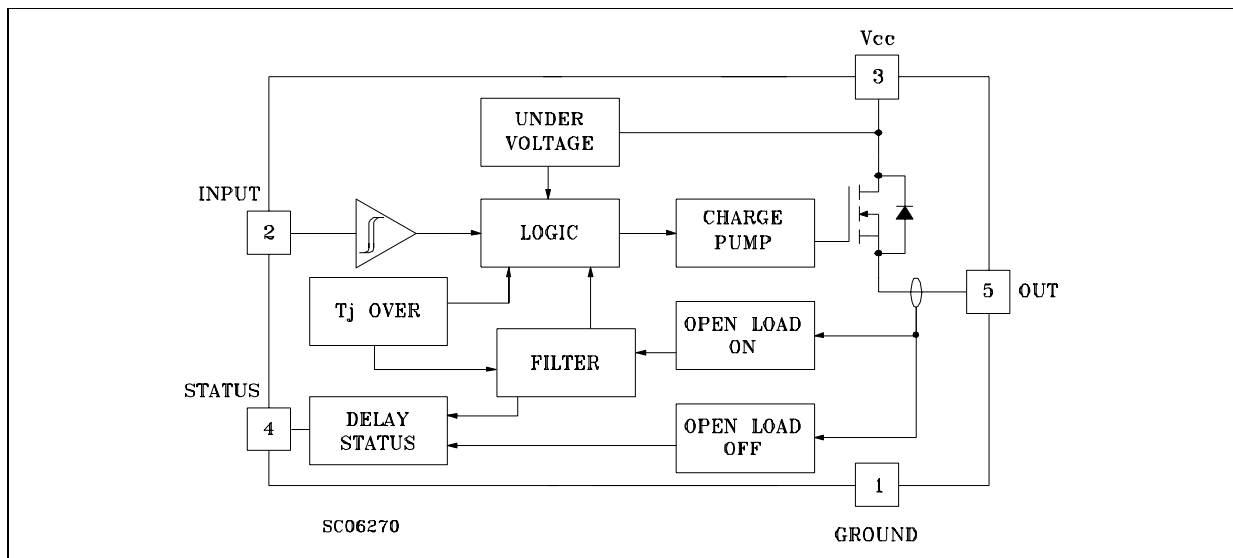 Vcc
3
UNDER
VOLTAGE
INPUT
2
LOGIC
CHARGE
PUMP
Tj OVER
5
OUT
OPEN LOAD
ON
FILTER
STATUS
4
DELAY
STATUS
OPEN LOAD
OFF
1
SC06270
GROUND